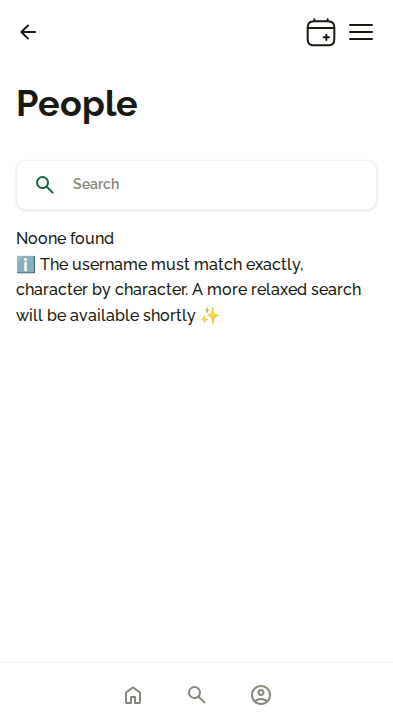 People
Search
Noone found
ℹ️ The username must match exactly,
character by character. A more relaxed search
will be available shortly ✨